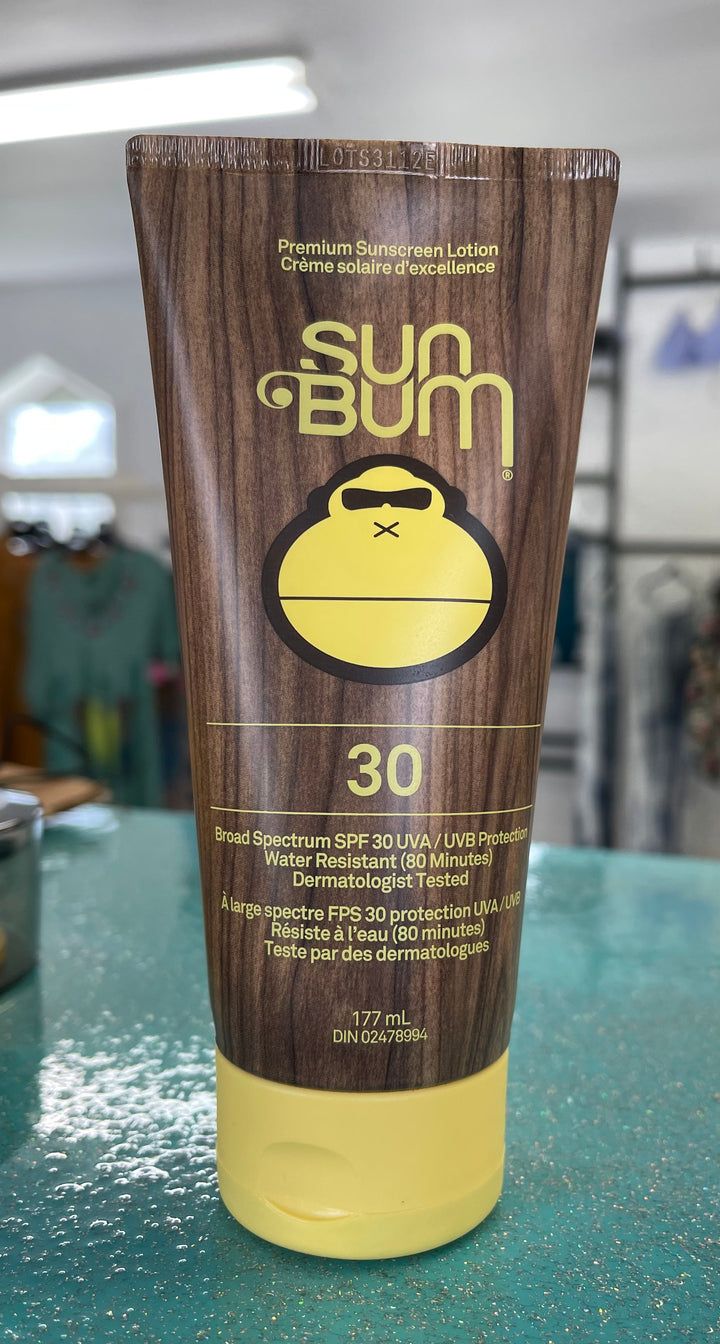 LOTS3112E
Premium Sunscreen Lotion
Crème solaire d'excellence
SUN
BUM
®
30
Broad Spectrum SPF 30 UVA / UVB Protection
Water Resistant (80 Minutes)
Dermatologist Tested
À large spectre FPS 30 protection UVA / UVB
Résiste à l'eau (80 minutes)
Teste par des dermatologues
177 mL
DIN 02478994